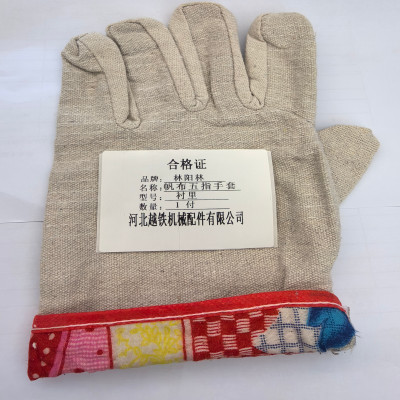 合格证
品牌: 林阳林
名称: 帆布五指手套
型号: 衬里
数量: 1 付
河北越铁机械配件有限公司